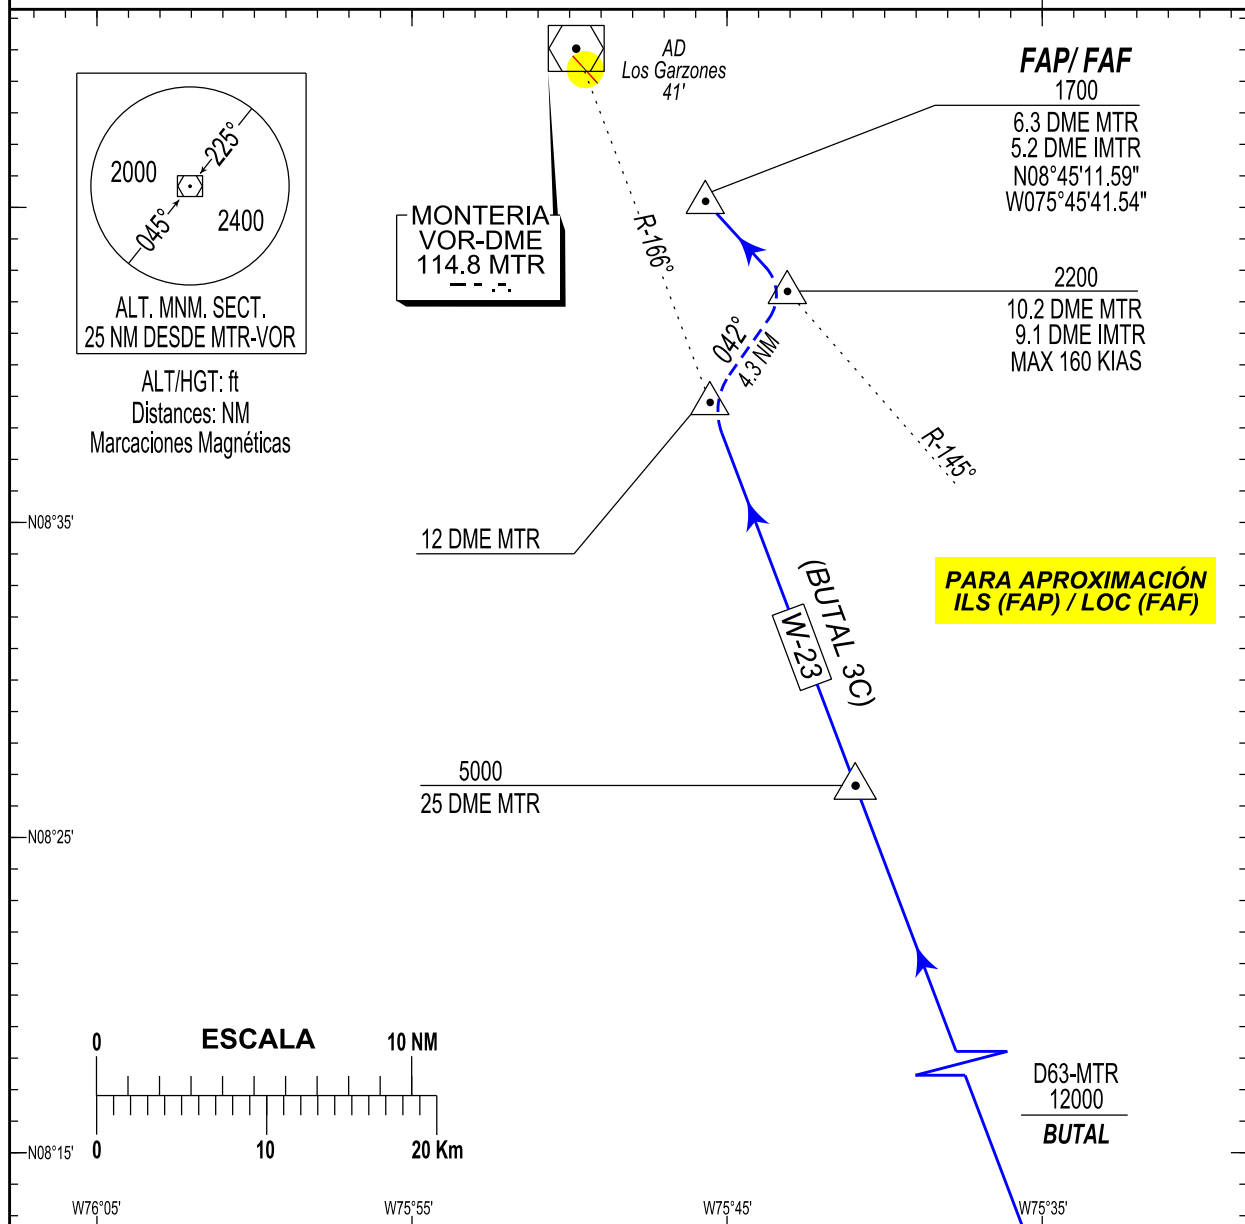 AD
Los Garzones
41'
FAP/ FAF
1700
6.3 DME MTR
5.2 DME IMTR
N08°45'11.59"
W075°45'41.54"
225°
2000
045°
2400
ALT. MNM. SECT.
25 NM DESDE MTR-VOR
ALT/HGT: ft
Distances: NM
Marcaciones Magnéticas
MONTERIA
VOR-DME
114.8 MTR
R-166°
2200
10.2 DME MTR
9.1 DME IMTR
MAX 160 KIAS
042°
4.3 NM
R-145°
N08°35'
12 DME MTR
PARA APROXIMACIÓN
ILS (FAP) / LOC (FAF)
(BUTAL 3C)
W-23
5000
25 DME MTR
N08°25'
ESCALA
0
10 NM
0
10
20 Km
D63-MTR
12000
BUTAL
N08°15'
W76°05'
W75°55'
W75°45'
W75°35'